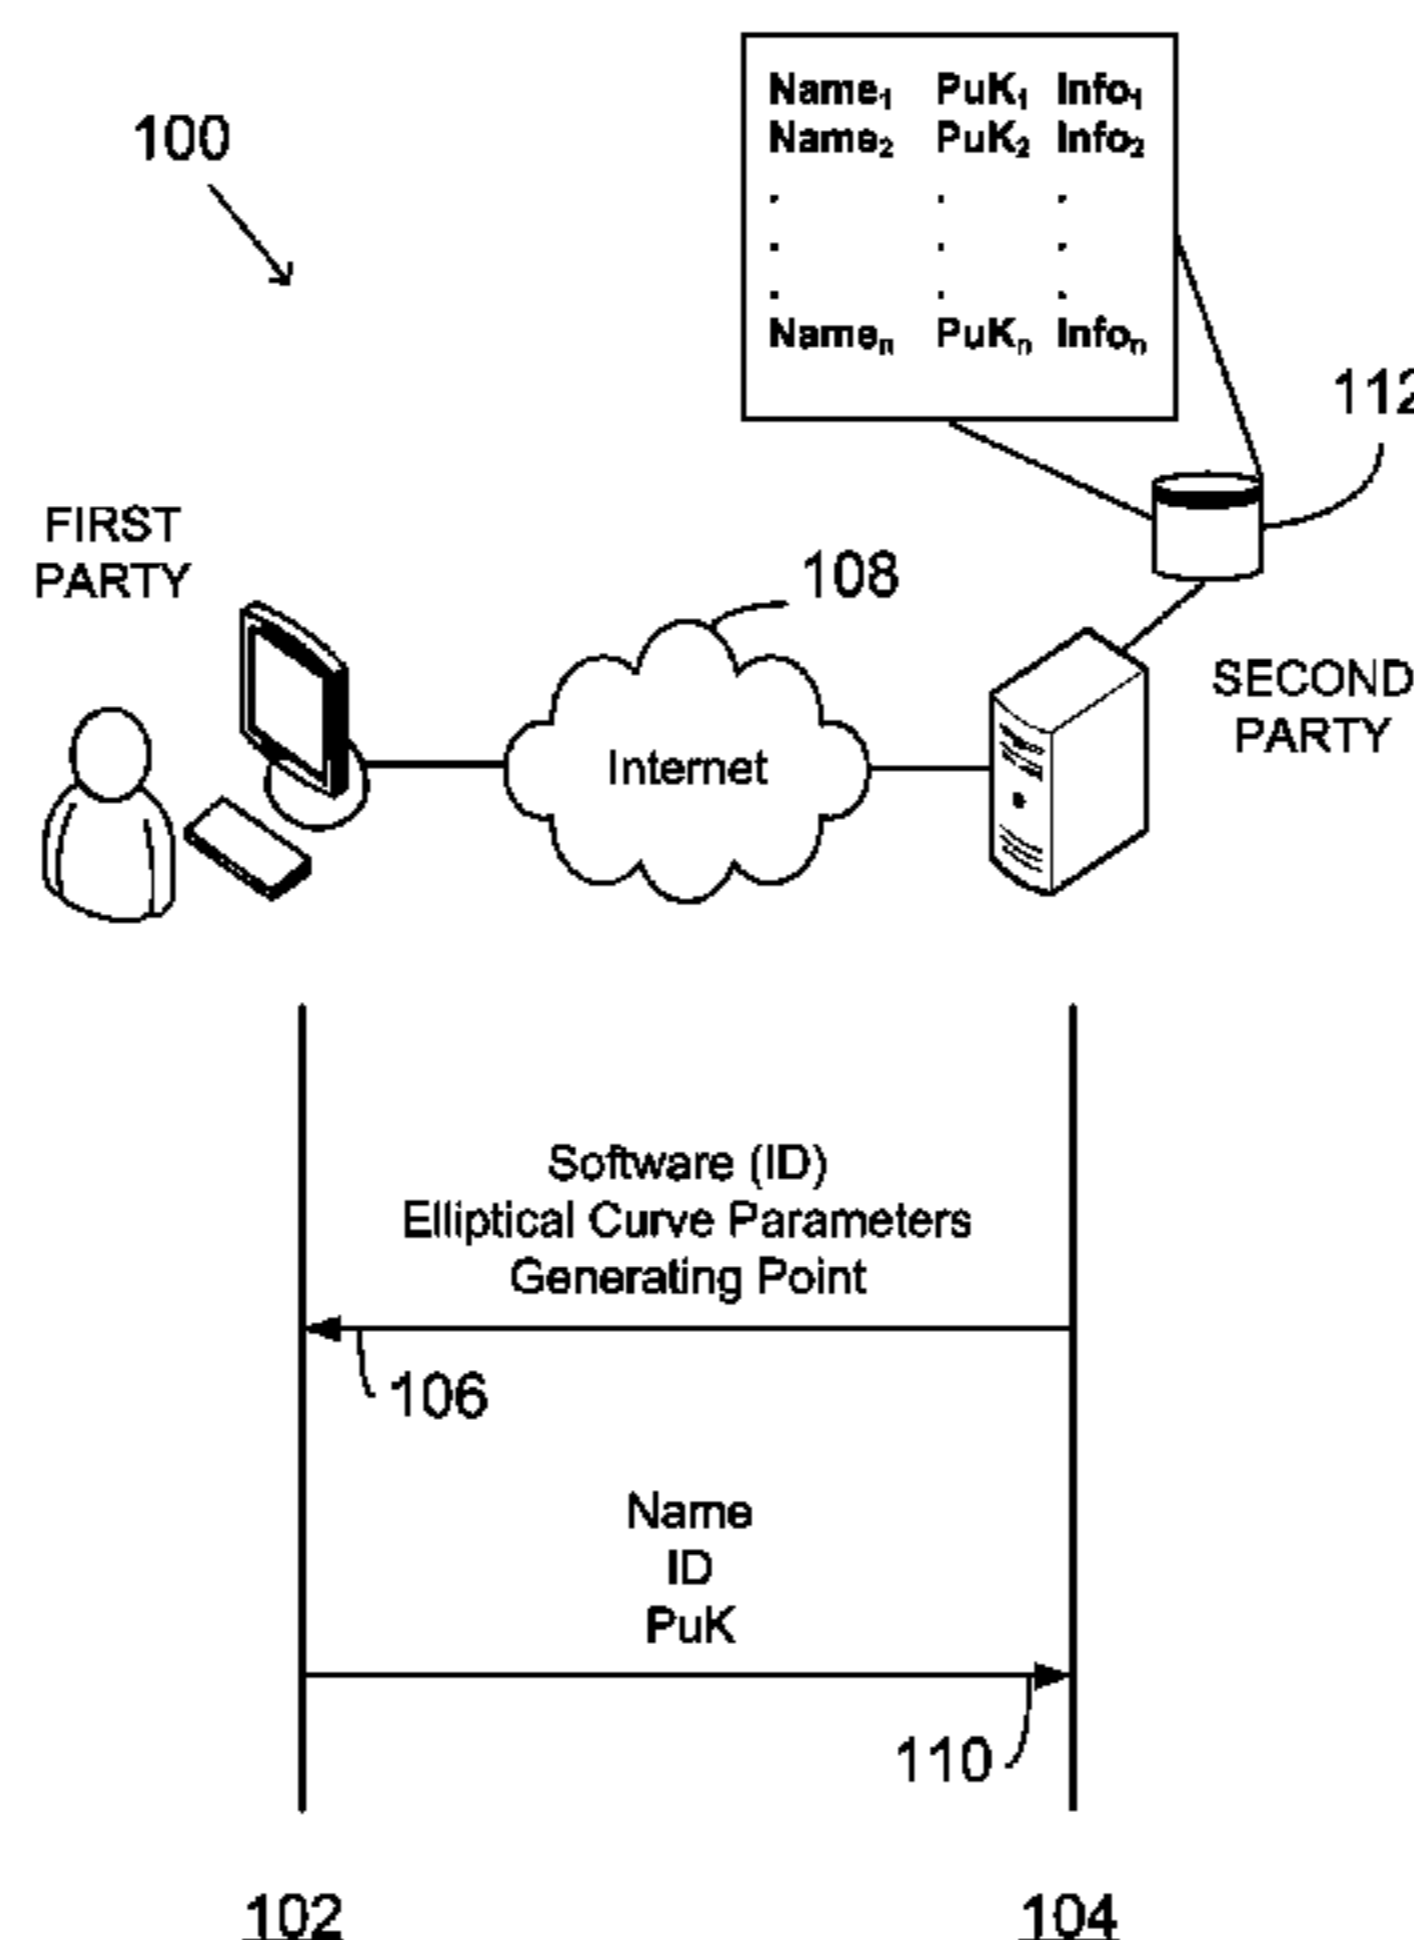 100
Name₁ PuK₁ Info₁
Name₂ PuK₂ Info₂
. . .
. . .
. . .
Nameₙ PuKₙ Infoₙ
112
FIRST
PARTY
108
Internet
SECOND
PARTY
Software (ID)
Elliptical Curve Parameters
Generating Point
106
Name
ID
PuK
110
102
104